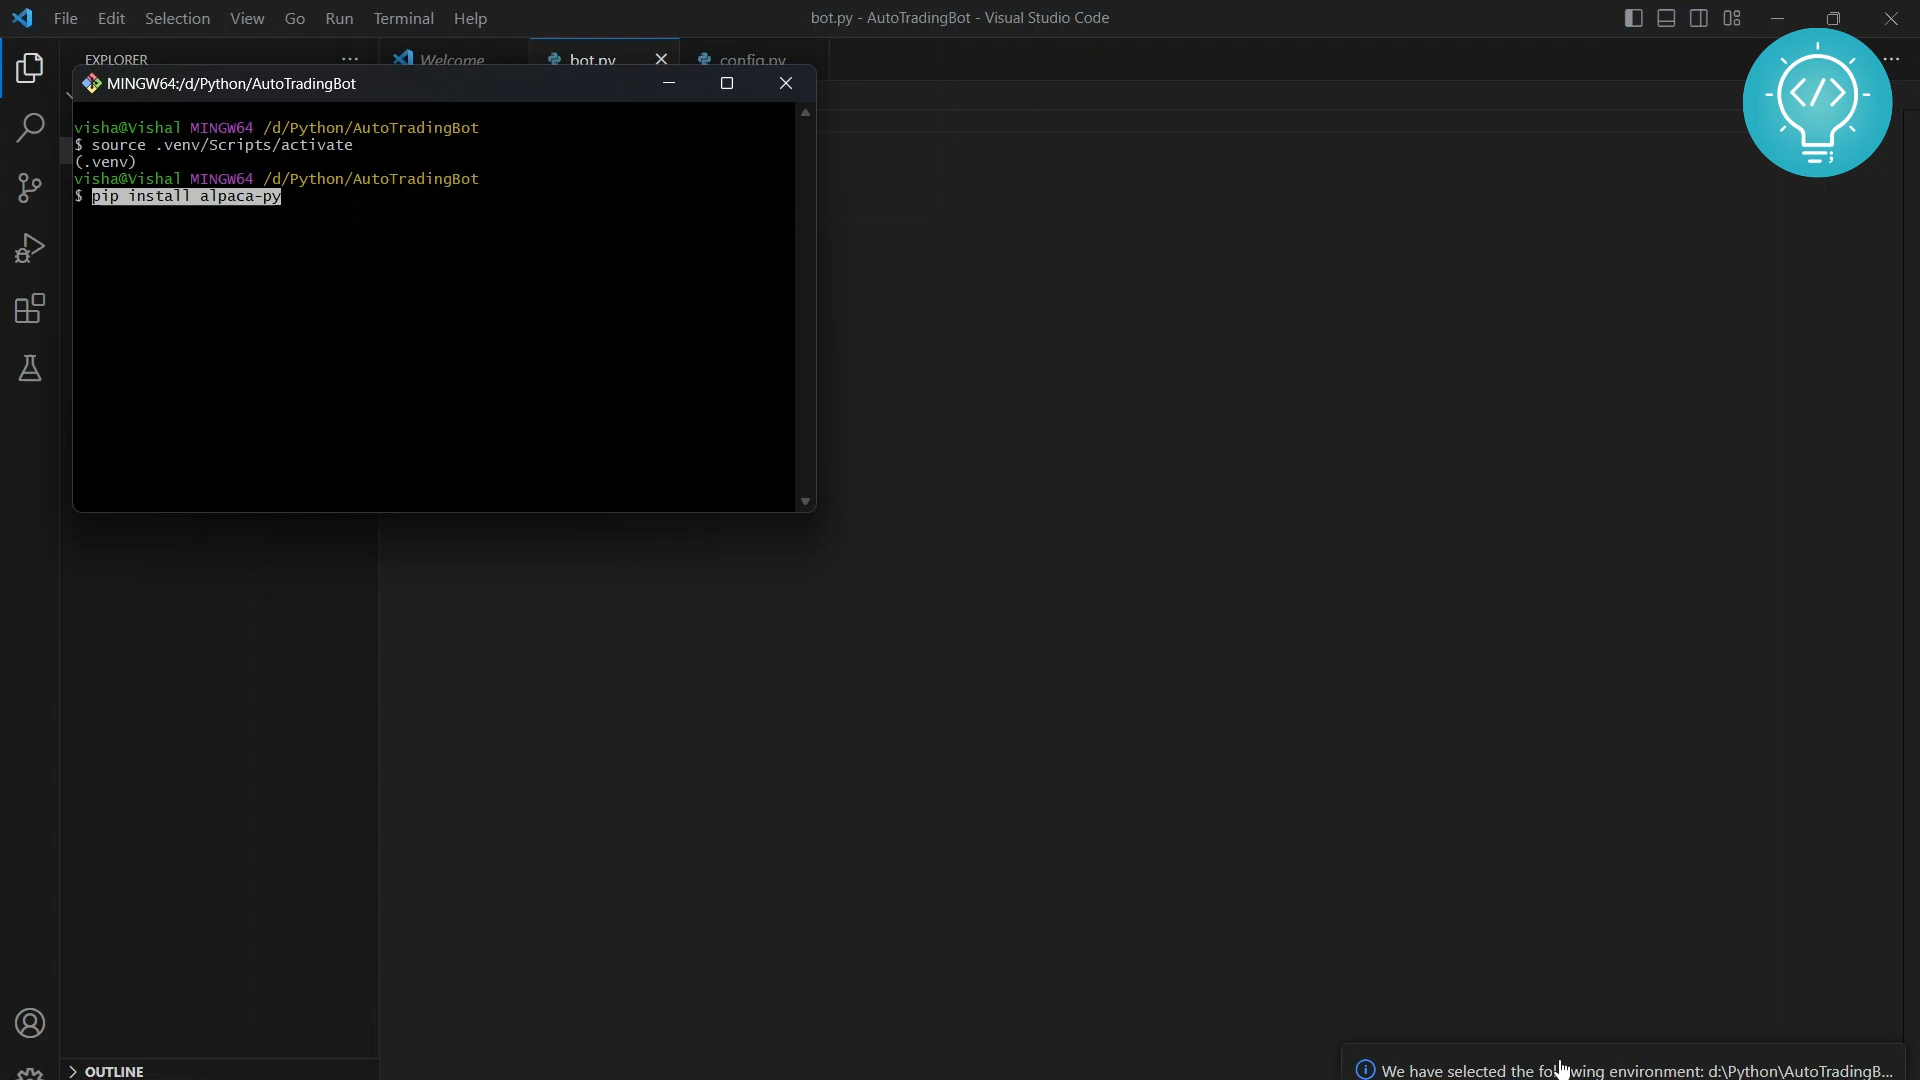 File Edit Selection View Go Run Terminal Help
bot.py - AutoTradingBot - Visual Studio Code
EXPLORER
Welcome
bot.py
config.py
MINGW64:/d/Python/AutoTradingBot
visha@Vishal MINGW64 /d/Python/AutoTradingBot
$ source .venv/Scripts/activate
(.venv)
visha@Vishal MINGW64 /d/Python/AutoTradingBot
$ pip install alpaca-py
</>
OUTLINE
We have selected the following environment: d:\Python\AutoTradingB...